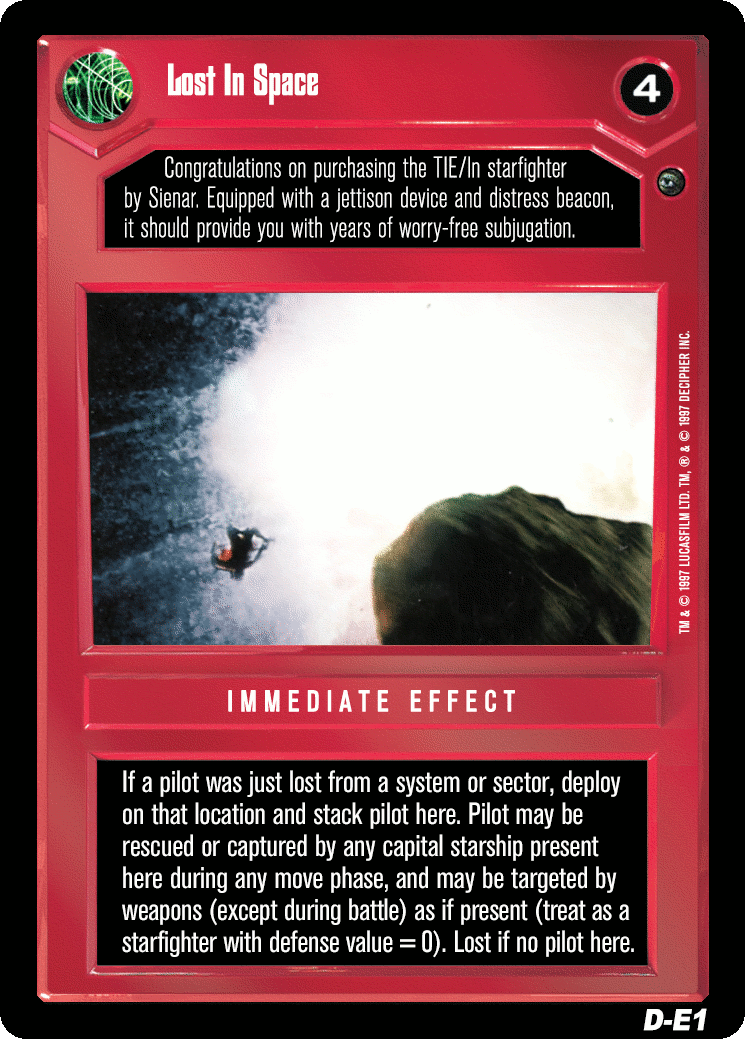 Lost In Space
4
Congratulations on purchasing the TIE/ln starfighter
by Sienar. Equipped with a jettison device and distress beacon,
it should provide you with years of worry-free subjugation.
TM & © 1997 LUCASFILM LTD. TM, ® & © 1997 DECIPHER INC.
IMMEDIATE EFFECT
If a pilot was just lost from a system or sector, deploy
on that location and stack pilot here. Pilot may be
rescued or captured by any capital starship present
here during any move phase, and may be targeted by
weapons (except during battle) as if present (treat as a
starfighter with defense value = 0). Lost if no pilot here.
D-E1